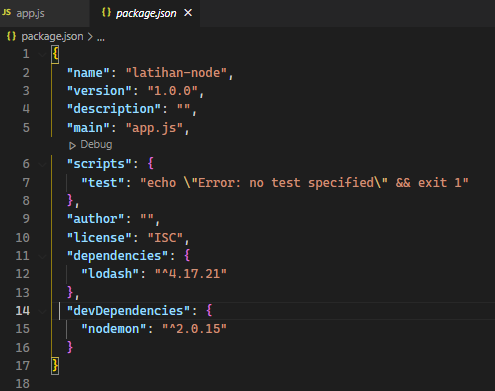 JS app.js {} package.json ×
{} package.json > ...
1 {
2 "name": "latihan-node",
3 "version": "1.0.0",
4 "description": "",
5 "main": "app.js",
Debug
6 "scripts": {
7 "test": "echo \"Error: no test specified\" && exit 1"
8 },
9 "author": "",
10 "license": "ISC",
11 "dependencies": {
12 "lodash": "^4.17.21"
13 },
14 "devDependencies": {
15 "nodemon": "^2.0.15"
16 }
17 }
18